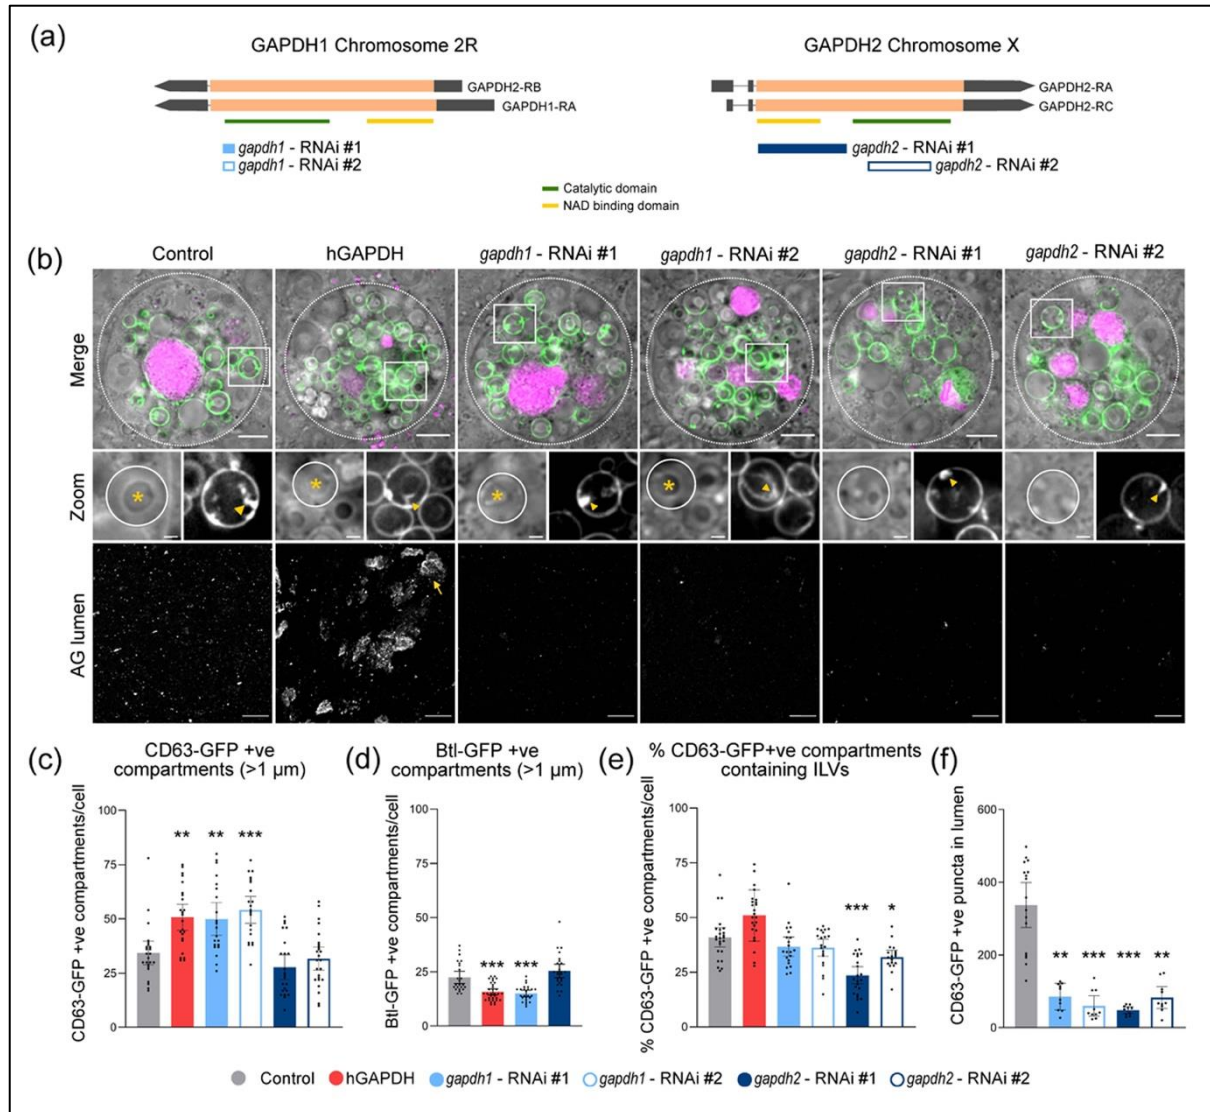 (a)
GAPDH1 Chromosome 2R
GAPDH2 Chromosome X
GAPDH2-RB
GAPDH1-RA
GAPDH2-RA
GAPDH2-RC
gapdh1 - RNAi #1
gapdh1 - RNAi #2
gapdh2 - RNAi #1
gapdh2 - RNAi #2
Catalytic domain
NAD binding domain
(b)
Control
hGAPDH
gapdh1 - RNAi #1
gapdh1 - RNAi #2
gapdh2 - RNAi #1
gapdh2 - RNAi #2
Merge
Zoom
* * * *
AG lumen
(c)
CD63-GFP +ve
compartments (>1 μm)
CD63-GFP +ve compartments/cell
100
75
50
25
0
** ** ***
(d)
Btl-GFP +ve
compartments (>1 μm)
Btl-GFP +ve compartments/cell
100
75
50
25
0
*** ***
(e)
% CD63-GFP+ve compartments
containing ILVs
% CD63-GFP +ve compartments/cell
100
75
50
25
0
*** *
(f)
CD63-GFP +ve puncta in lumen
600
400
200
0
** *** *** **
Control
hGAPDH
gapdh1 - RNAi #1
gapdh1 - RNAi #2
gapdh2 - RNAi #1
gapdh2 - RNAi #2